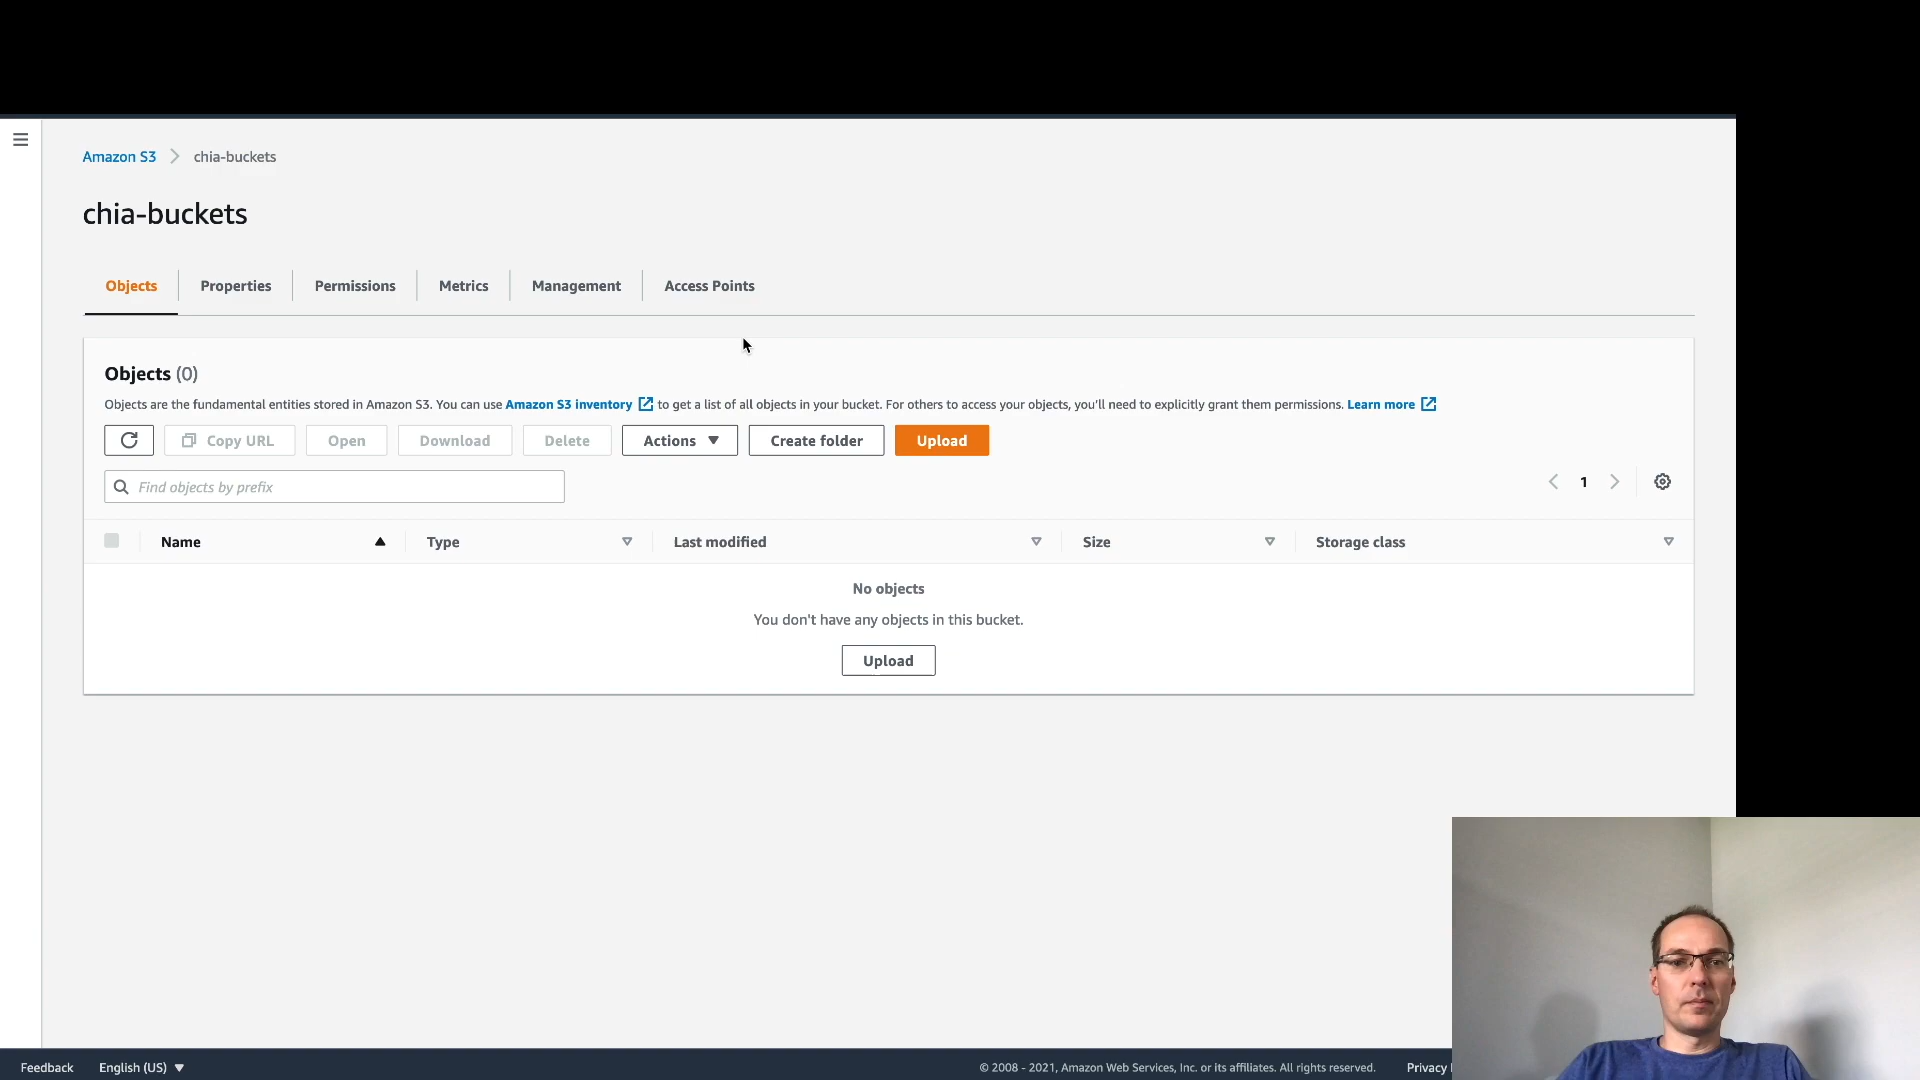 Amazon S3 > chia-buckets
chia-buckets
Objects Properties Permissions Metrics Management Access Points
Objects (0)
Objects are the fundamental entities stored in Amazon S3. You can use Amazon S3 inventory to get a list of all objects in your bucket. For others to access your objects, you'll need to explicitly grant them permissions. Learn more
Copy URL Open Download Delete Actions Create folder Upload
Find objects by prefix
1
Name Type Last modified Size Storage class
No objects
You don't have any objects in this bucket.
Upload
Feedback English (US) © 2008 - 2021, Amazon Web Services, Inc. or its affiliates. All rights reserved. Privacy